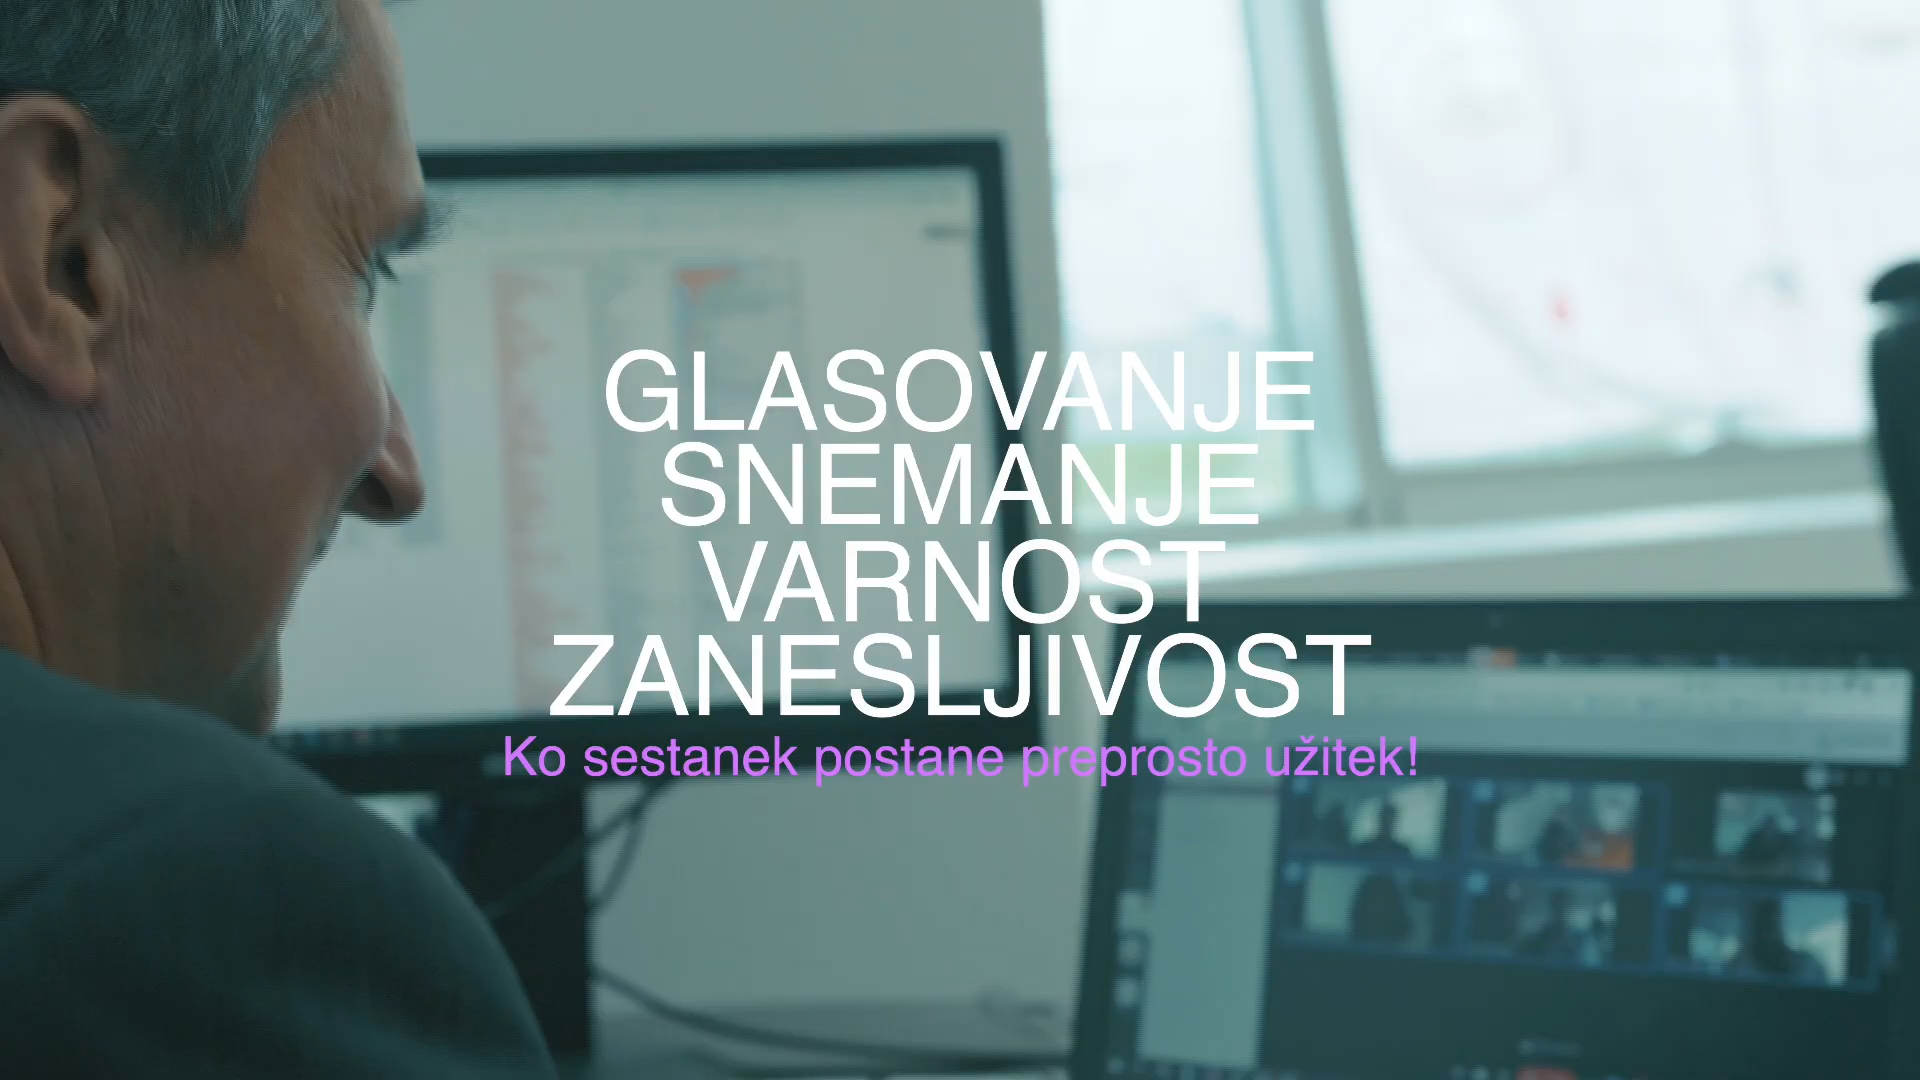 GLASOVANJE
SNEMANJE
VARNOST
ZANESLJIVOST
Ko sestanek postane preprosto užitek!